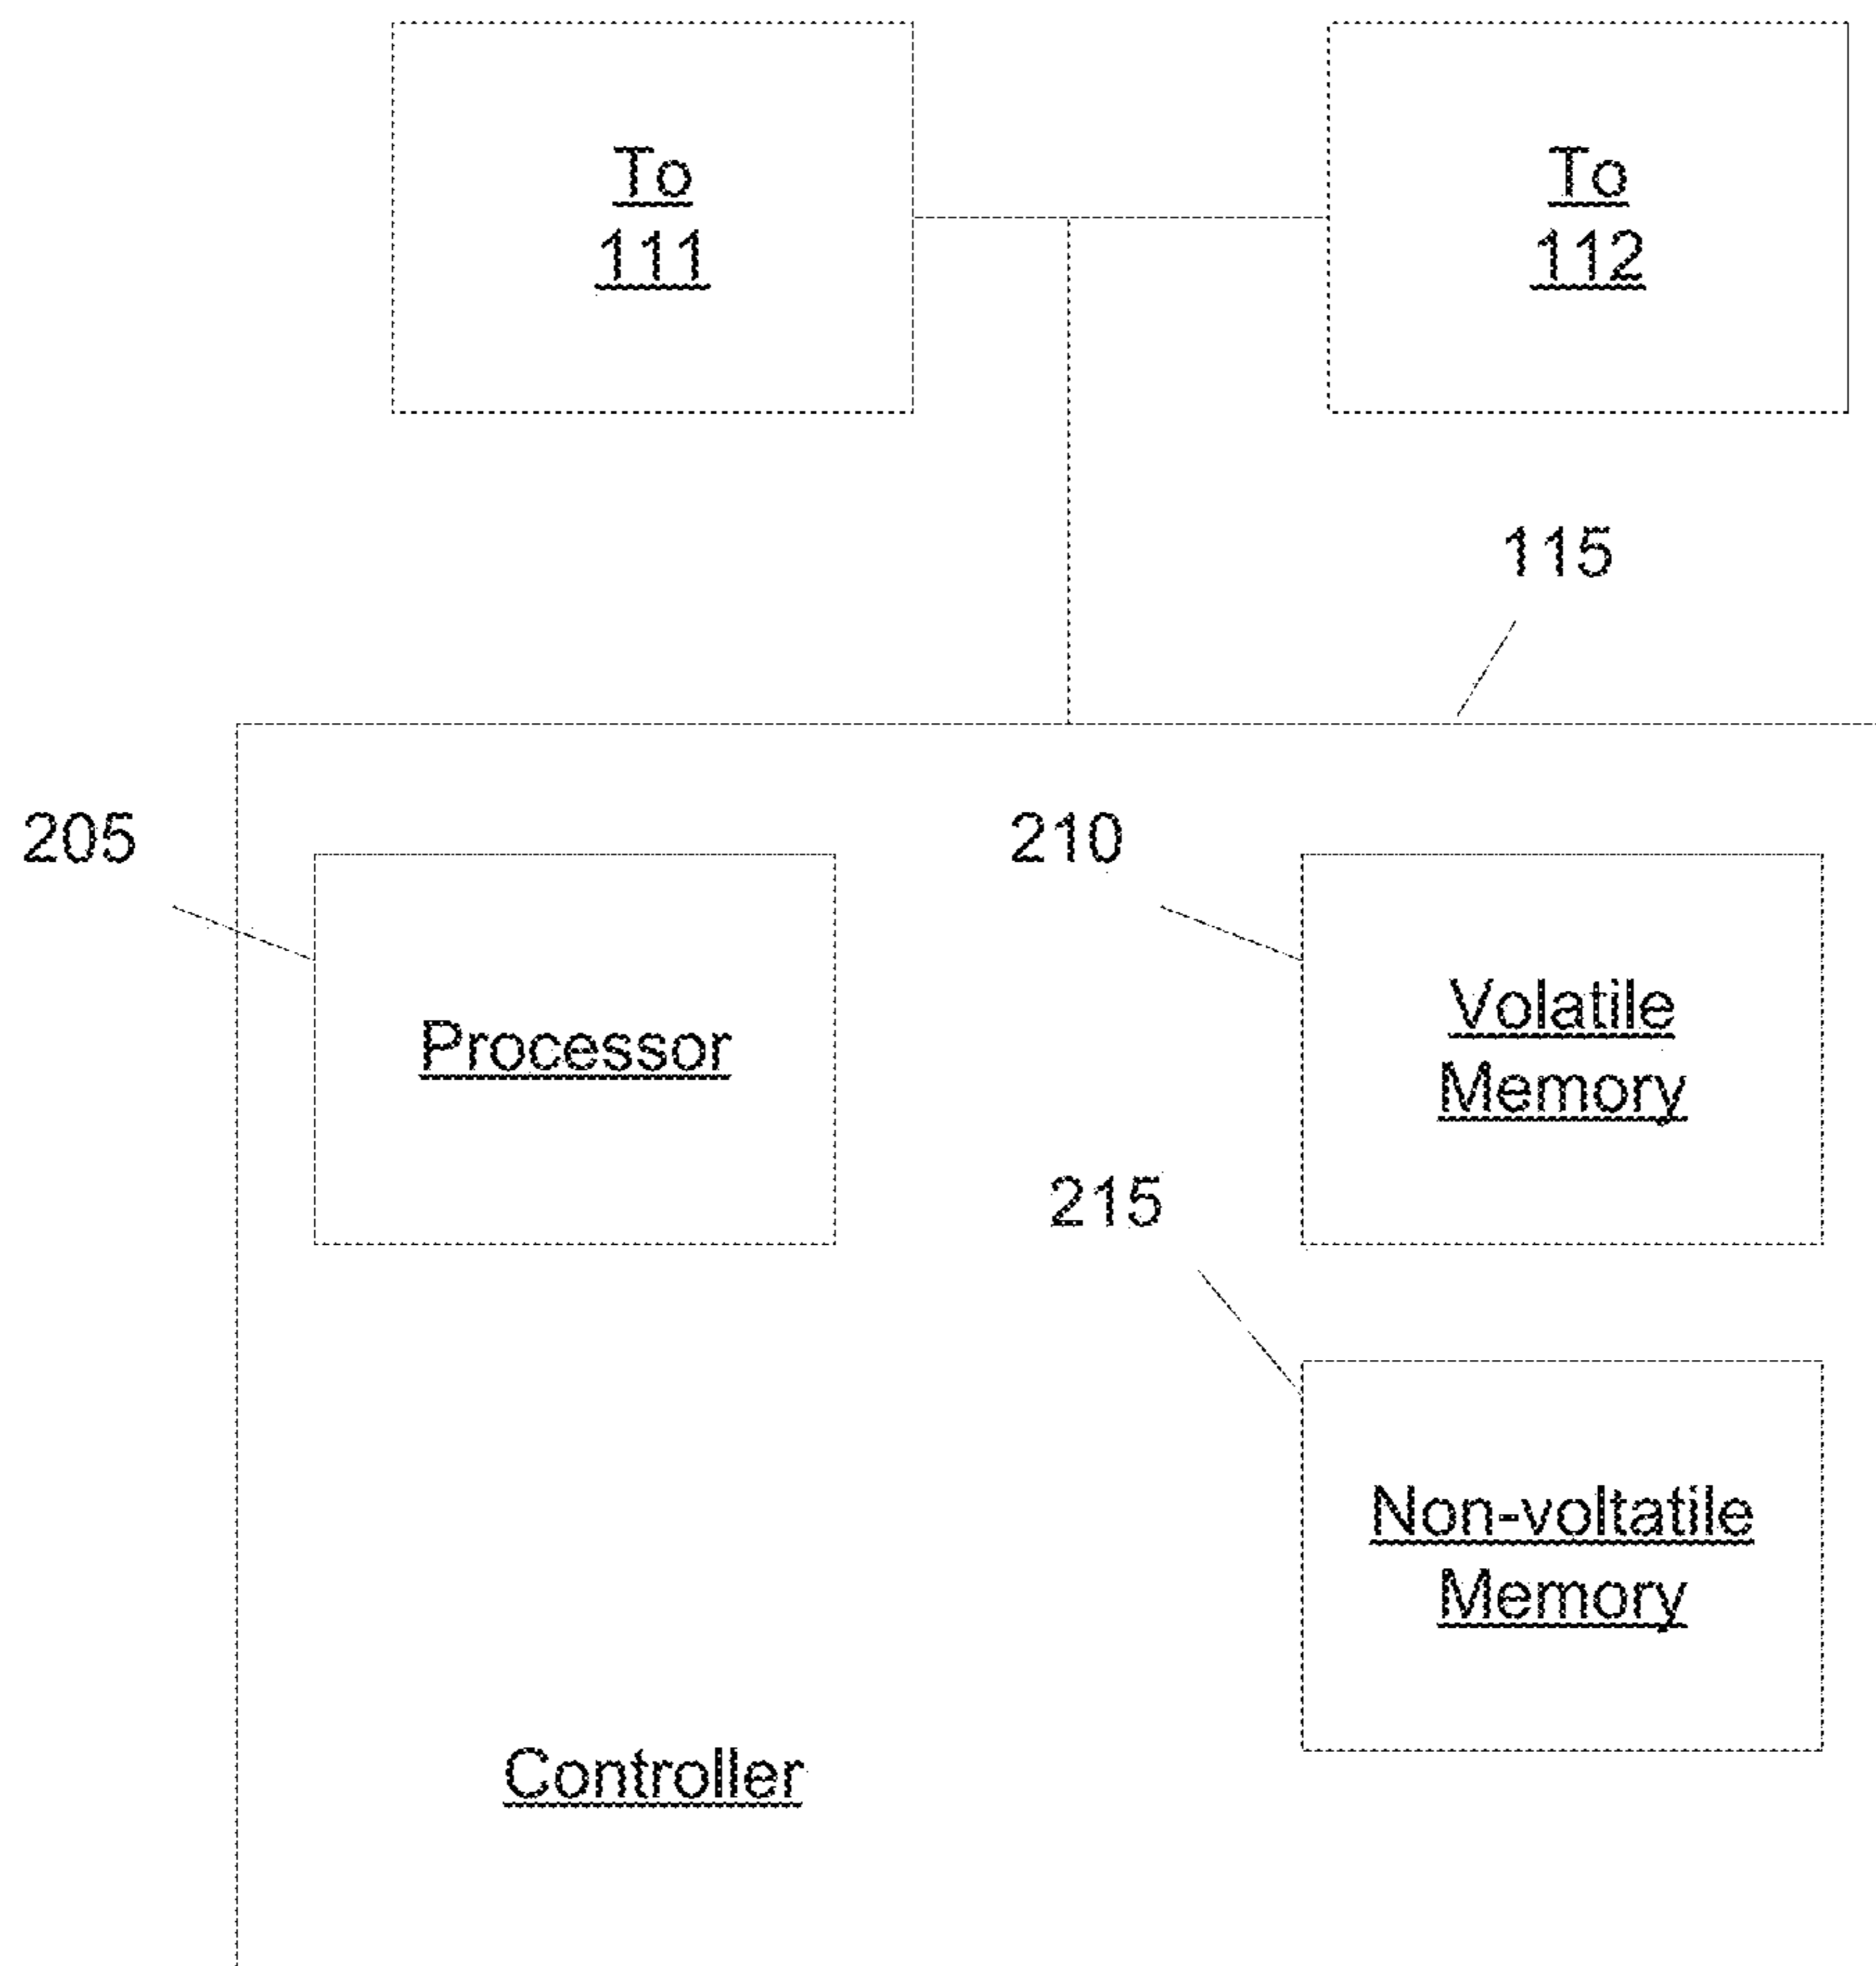 To
111
To
112
115
205
210
Processor
Volatile
Memory
215
Non-voltatile
Memory
Controller